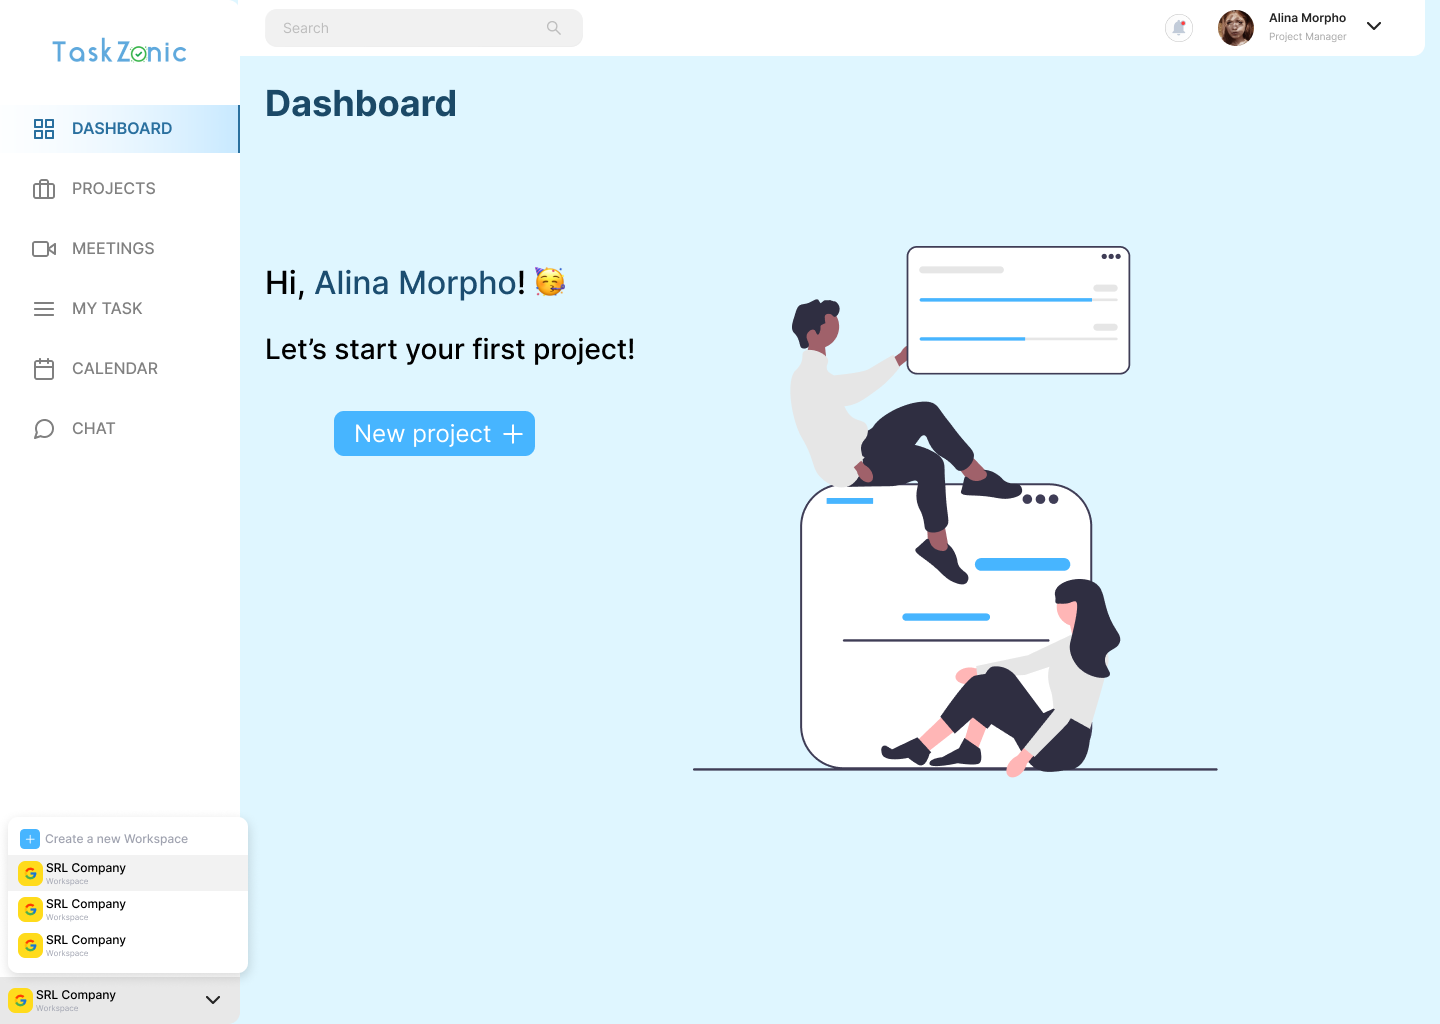 TaskZonic
Search
Alina Morpho
Project Manager
Dashboard
DASHBOARD
PROJECTS
MEETINGS
MY TASK
CALENDAR
CHAT
Hi, Alina Morpho! 🥳
Let’s start your first project!
New project +
Create a new Workspace
SRL Company
Workspace
SRL Company
Workspace
SRL Company
Workspace
SRL Company
Workspace